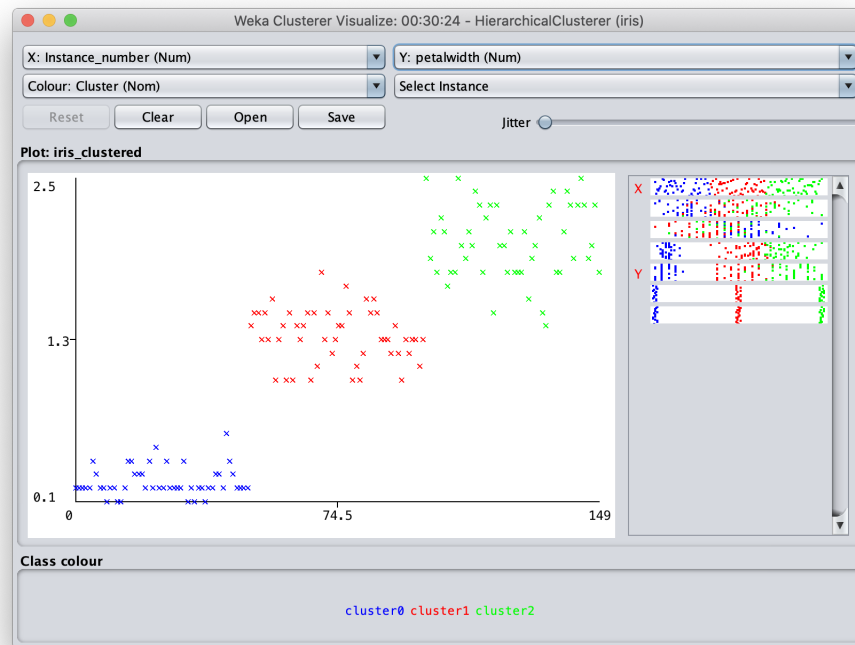 Weka Clusterer Visualize: 00:30:24 - HierarchicalClusterer (iris)
X: Instance_number (Num) Y: petalwidth (Num)
Colour: Cluster (Nom) Select Instance
Reset Clear Open Save Jitter
Plot: iris_clustered
2.5
1.3
0.1
0 74.5 149
X
Y
Class colour
cluster0 cluster1 cluster2